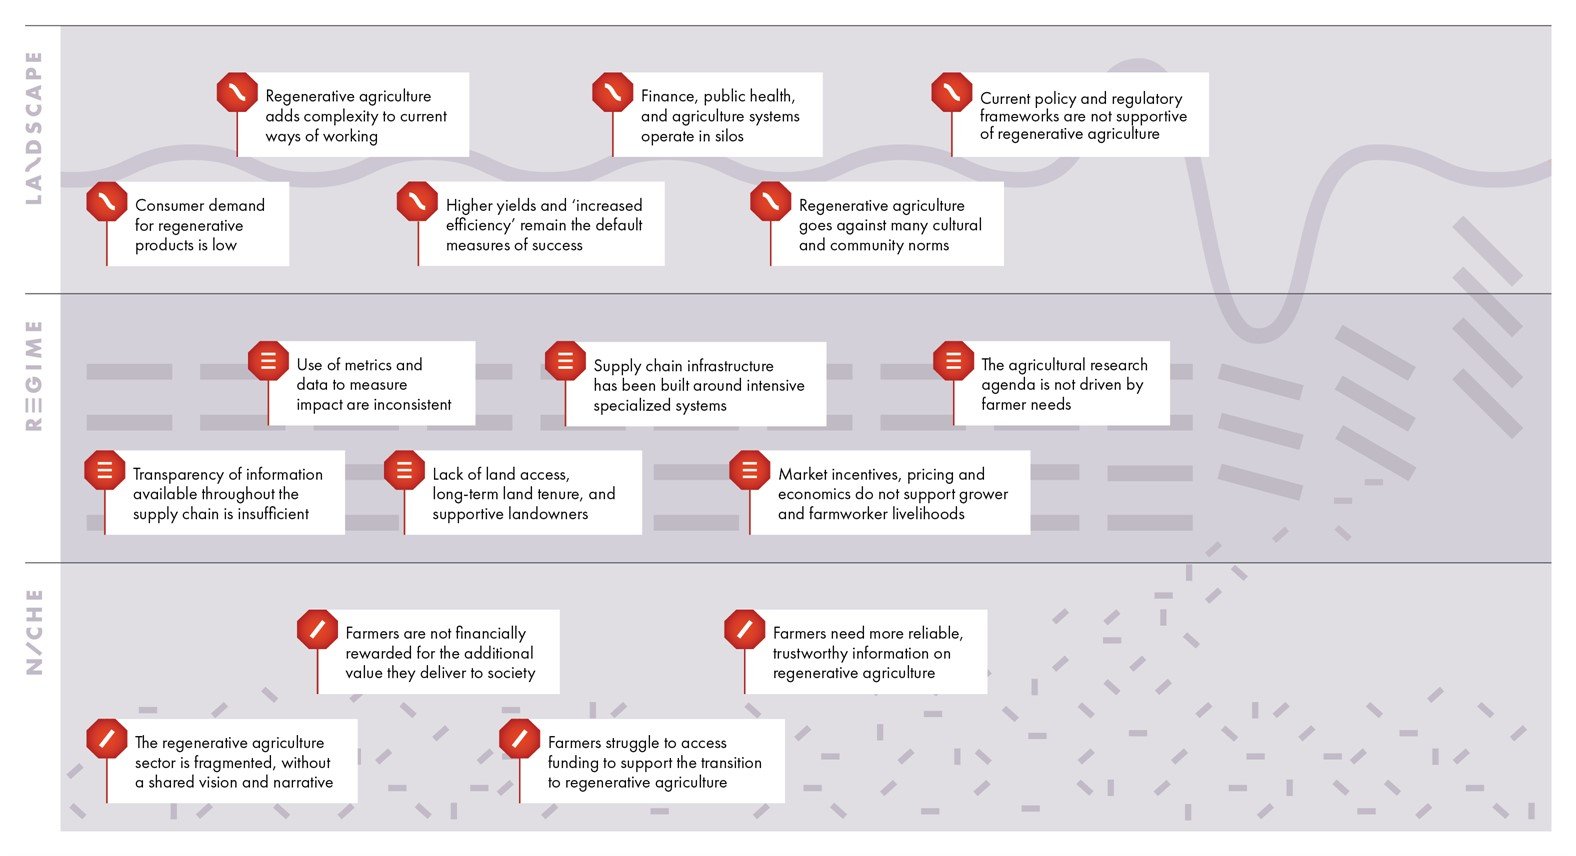 LANDSCAPE
Regenerative agriculture
adds complexity to current
ways of working
Finance, public health,
and agriculture systems
operate in silos
Current policy and regulatory
frameworks are not supportive
of regenerative agriculture
Consumer demand
for regenerative
products is low
Higher yields and ‘increased
efficiency’ remain the default
measures of success
Regenerative agriculture
goes against many cultural
and community norms
REGIME
Use of metrics and
data to measure
impact are inconsistent
Supply chain infrastructure
has been built around intensive
specialized systems
The agricultural research
agenda is not driven by
farmer needs
Transparency of information
available throughout the
supply chain is insufficient
Lack of land access,
long-term land tenure, and
supportive landowners
Market incentives, pricing and
economics do not support grower
and farmworker livelihoods
NICHE
Farmers are not financially
rewarded for the additional
value they deliver to society
Farmers need more reliable,
trustworthy information on
regenerative agriculture
The regenerative agriculture
sector is fragmented, without
a shared vision and narrative
Farmers struggle to access
funding to support the transition
to regenerative agriculture